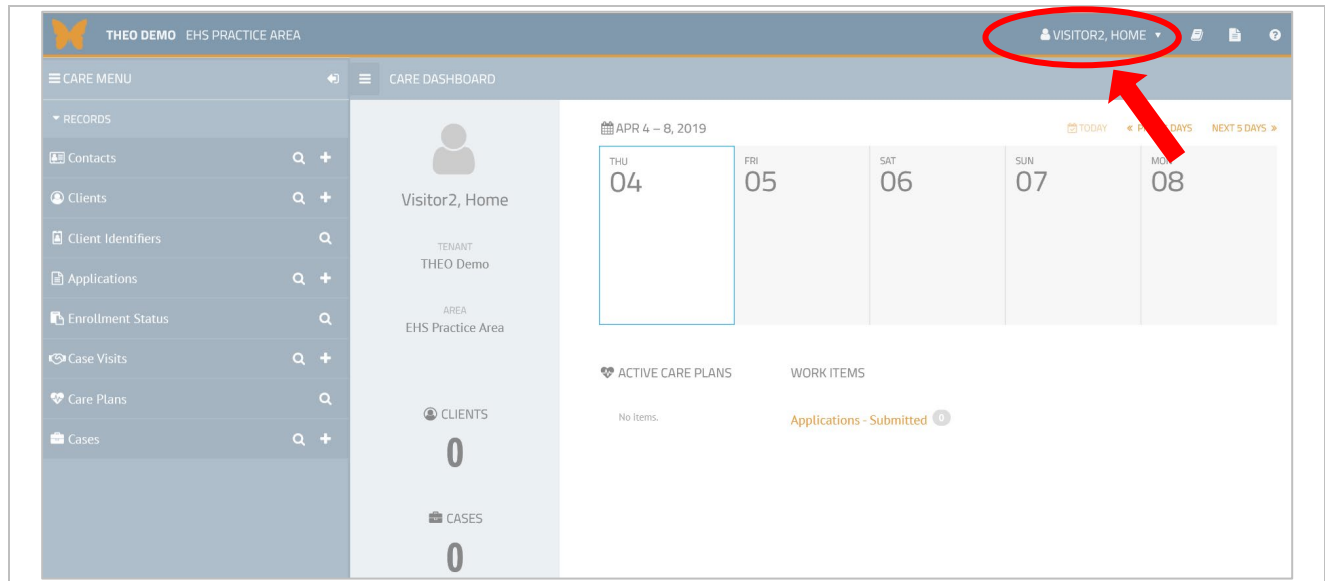 THEO DEMO EHS PRACTICE AREA
VISITOR2, HOME
CARE MENU
CARE DASHBOARD
RECORDS
Contacts
Clients
Client Identifiers
Applications
Enrollment Status
Case Visits
Care Plans
Cases
Visitor2, Home
TENANT
THEO Demo
AREA
EHS Practice Area
CLIENTS
0
CASES
0
APR 4 – 8, 2019
TODAY « DAYS NEXT 5 DAYS »
THU FRI SAT SUN
04 05 06 07 08
ACTIVE CARE PLANS WORK ITEMS
No items. Applications - Submitted 0